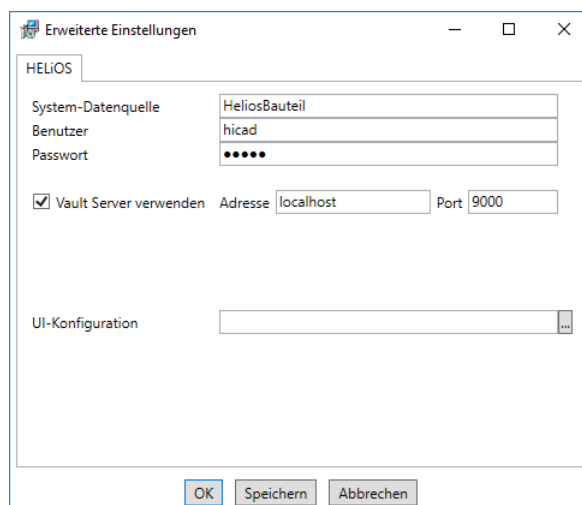 Erweiterte Einstellungen
HELiOS
System-Datenquelle HeliosBauteil
Benutzer hicad
Passwort ●●●●●
Vault Server verwenden Adresse localhost Port 9000
UI-Konfiguration ...
OK Speichern Abbrechen